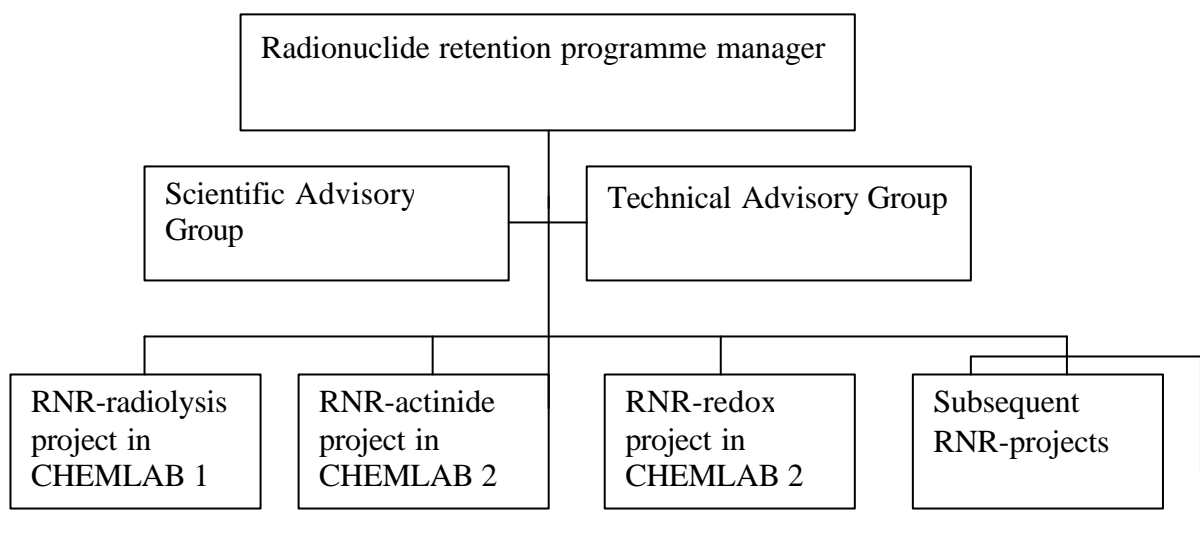 Radionuclide retention programme manager
Scientific Advisory
Group
Technical Advisory Group
RNR-radiolysis
project in
CHEMLAB 1
RNR-actinide
project in
CHEMLAB 2
RNR-redox
project in
CHEMLAB 2
Subsequent
RNR-projects